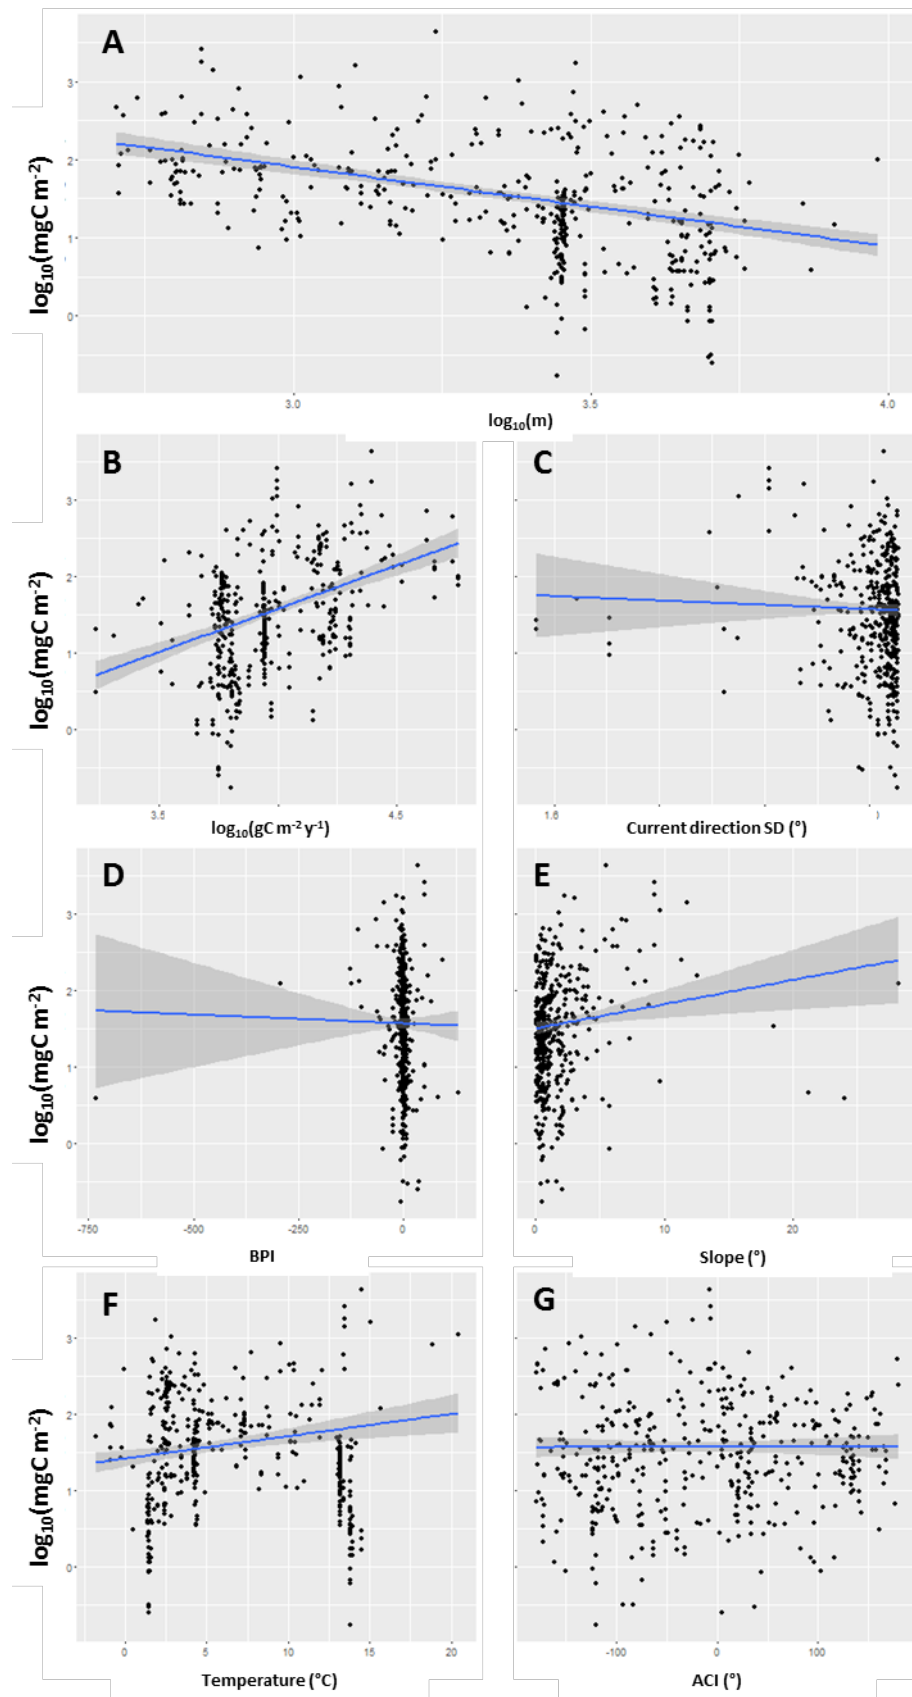 A
log₁₀(mgC m⁻²)
3
2
1
0
3.0 3.5 4.0
log₁₀(m)
B
log₁₀(mgC m⁻²)
3
2
1
0
3.5 4.5
log₁₀(gC m⁻² y⁻¹)
C
Current direction SD (°)
D
log₁₀(mgC m⁻²)
3
2
1
0
-750 -500 -250 0
BPI
E
0 10 20
Slope (°)
F
log₁₀(mgC m⁻²)
3
2
1
0
0 5 10 15 20
Temperature (°C)
G
-100 0 100
ACI (°)